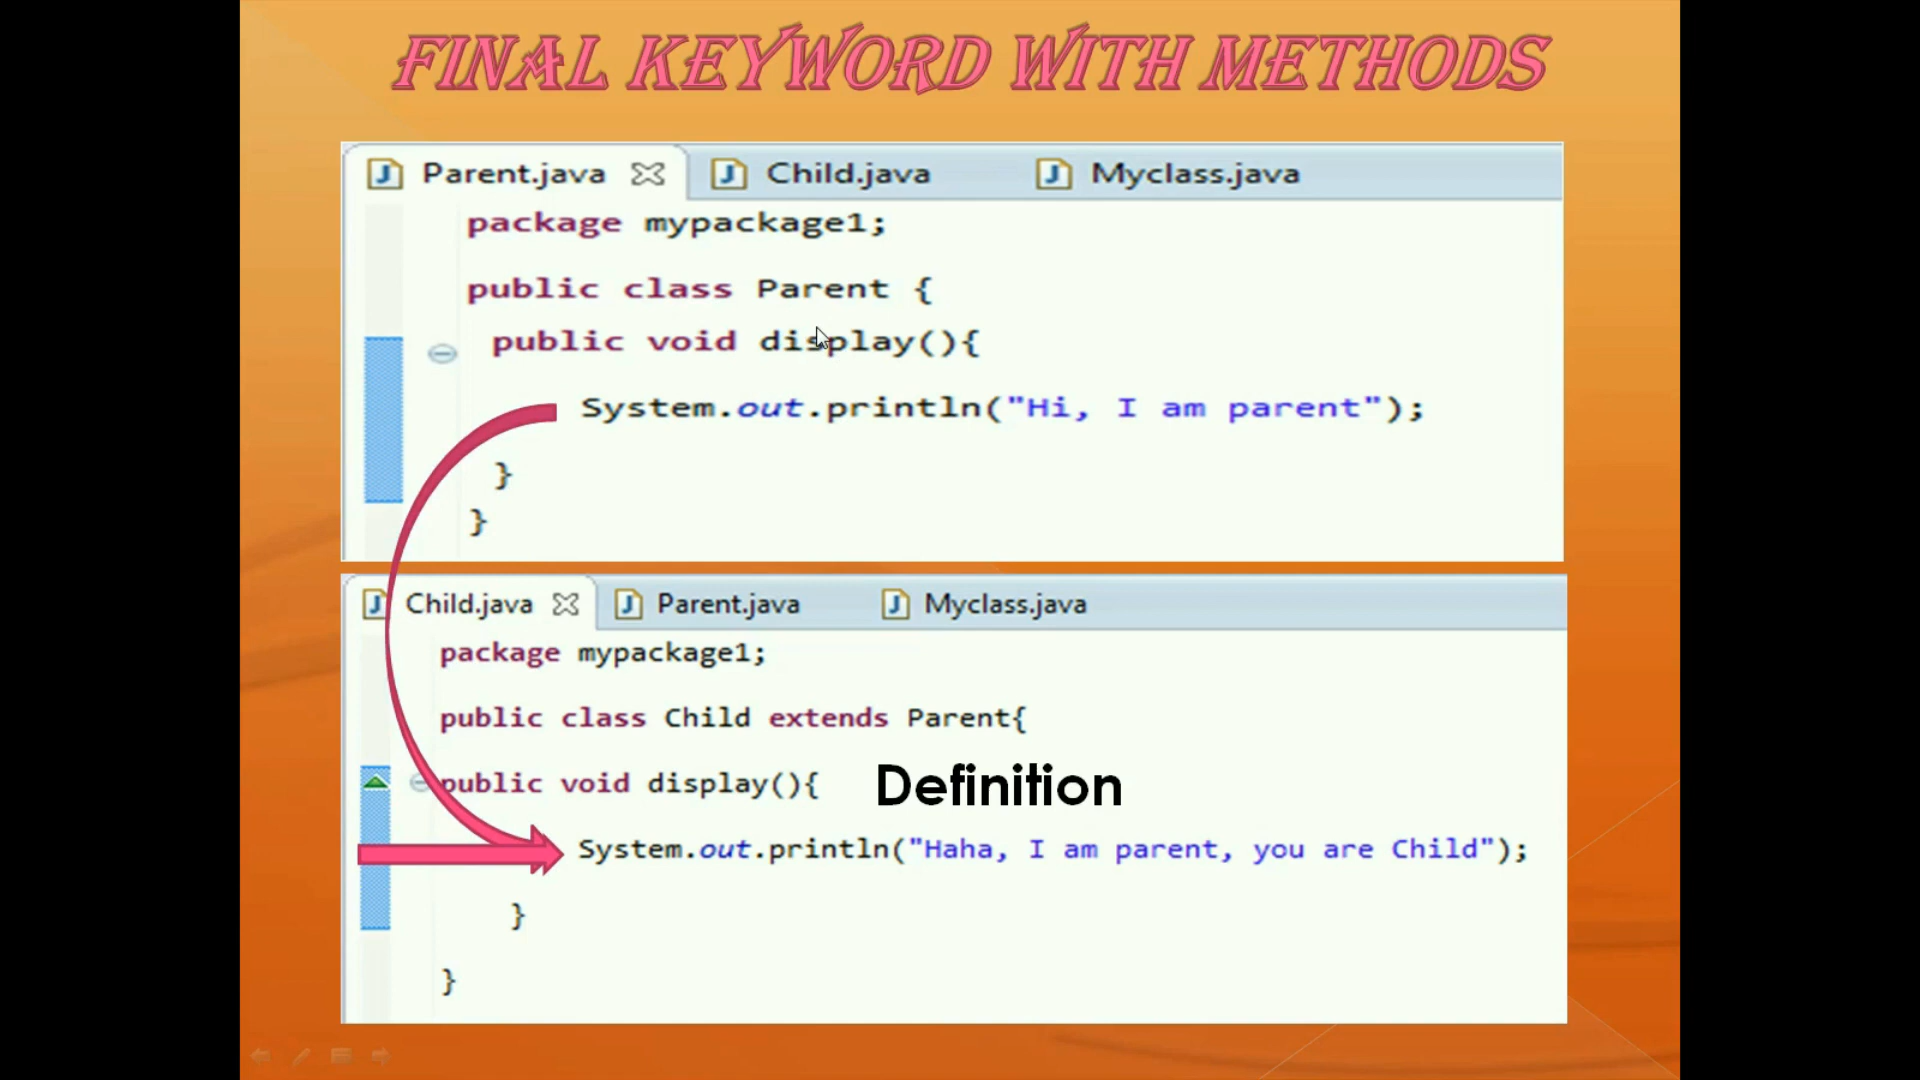 FINAL KEYWORD WITH METHODS
Parent.java Child.java Myclass.java
package mypackage1;
public class Parent {
public void display(){
System.out.println("Hi, I am parent");
}
}
Child.java Parent.java Myclass.java
package mypackage1;
public class Child extends Parent{
public void display(){ Definition
System.out.println("Haha, I am parent, you are Child");
}
}